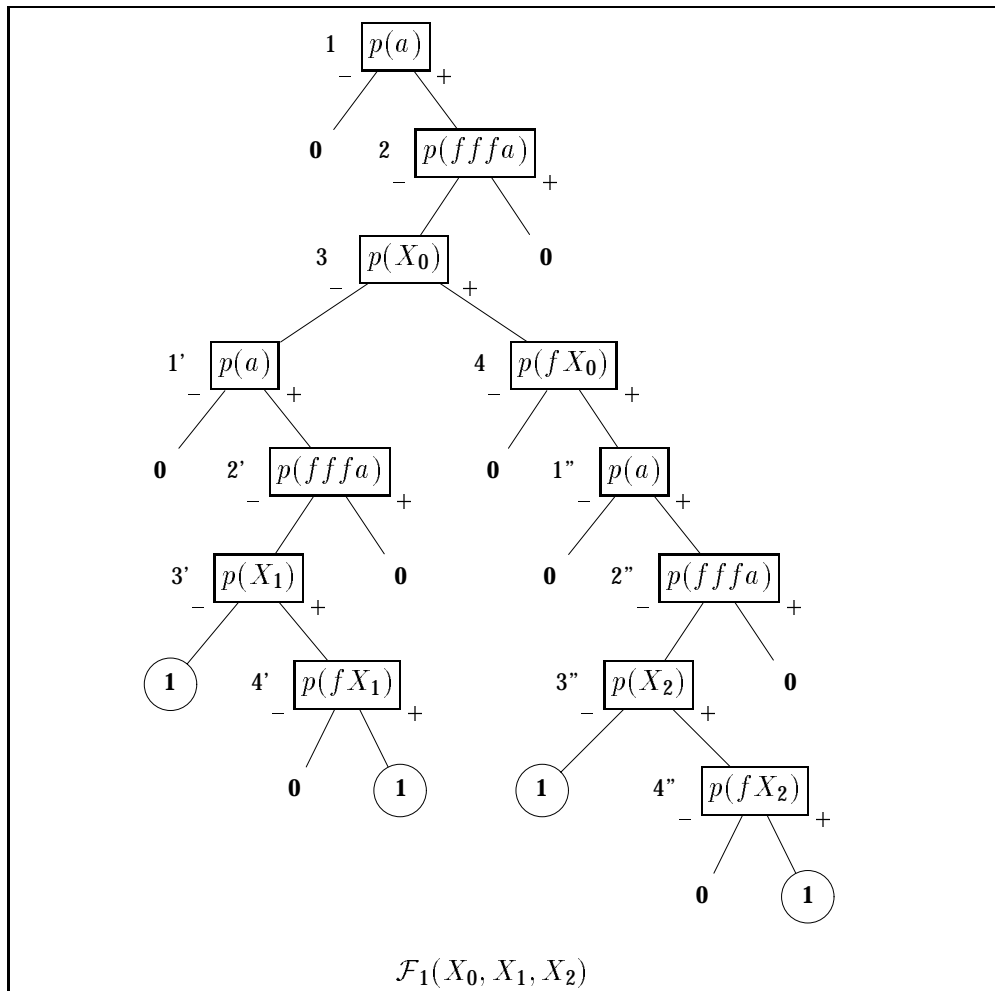 1 p(a)
− +
0 2 p(fffa)
− +
3 p(X₀) 0
− +
1' p(a) 4 p(fX₀)
− + − +
0 2' p(fffa) 0 1" p(a)
− + − +
3' p(X₁) 0 0 2" p(fffa)
− + − +
1 4' p(fX₁) 3" p(X₂) 0
− + − +
0 1 1 4" p(fX₂)
− +
0 1
ℱ₁(X₀, X₁, X₂)